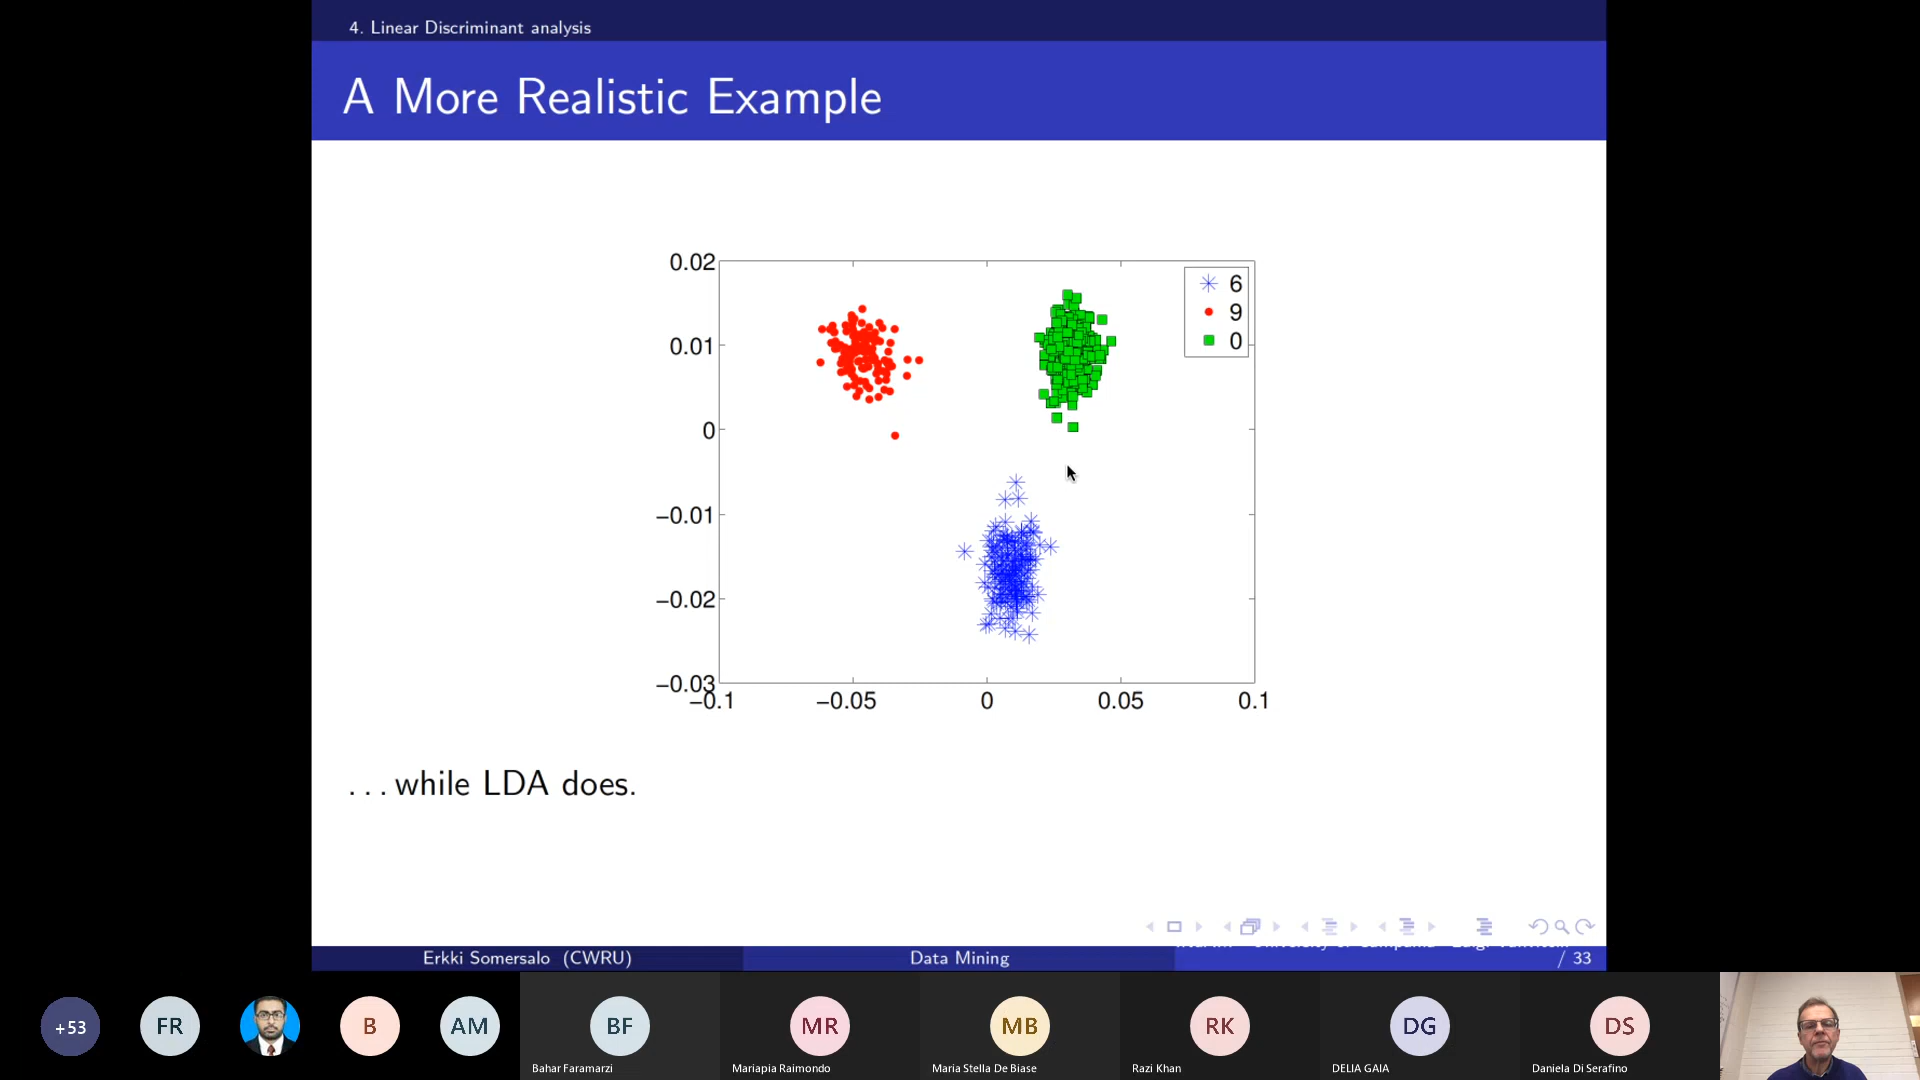 4. Linear Discriminant analysis
A More Realistic Example
0.02
0.01
0
−0.01
−0.02
−0.03
−0.1
−0.05
0
0.05
0.1
6
9
0
. . . while LDA does.
Erkki Somersalo (CWRU)
Data Mining
/ 33
+53
FR
B
AM
BF
MR
MB
RK
DG
DS
Bahar Faramarzi
Mariapia Raimondo
Maria Stella De Biase
Razi Khan
DELIA GAIA
Daniela Di Serafino